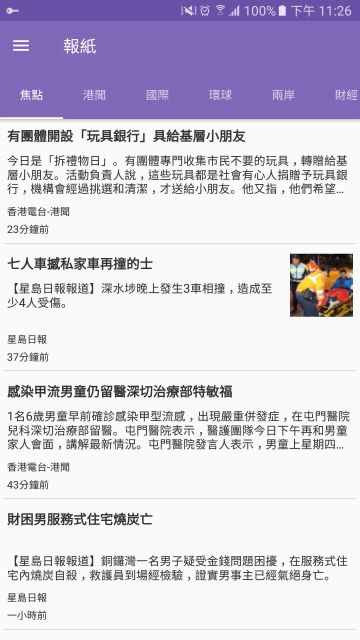 100% 下午 11:26
報紙
焦點 港聞 國際 環球 兩岸 財經
有團體開設「玩具銀行」具給基層小朋友
今日是「拆禮物日」。有團體專門收集市民不要的玩具，轉贈給基
層小朋友。活動負責人說，這些玩具都是社會有心人捐贈予玩具銀
行，機構會經過挑選和清潔，才送給小朋友。他又指，他們希望...
香港電台-港聞
23分鐘前
七人車撼私家車再撞的士
【星島日報報道】深水埗晚上發生3車相撞，造成至
少4人受傷。
星島日報
37分鐘前
感染甲流男童仍留醫深切治療部特敏福
1名6歲男童早前確診感染甲型流感，出現嚴重併發症，在屯門醫院
兒科深切治療部留醫。屯門醫院表示，醫護團隊今日下午再和男童
家人會面，講解最新情況。屯門醫院發言人表示，男童上星期四...
香港電台-港聞
43分鐘前
財困男服務式住宅燒炭亡
【星島日報報道】銅鑼灣一名男子疑受金錢問題困擾，在服務式住
宅內燒炭自殺，救護員到場經檢驗，證實男事主已經氣絕身亡。
星島日報
一小時前